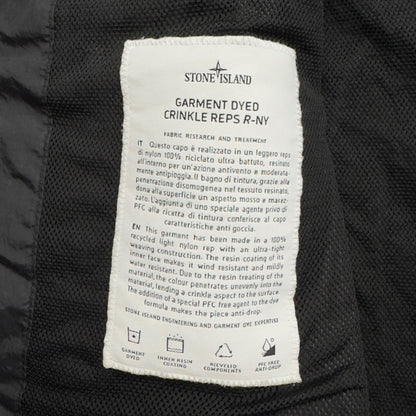 STONE ISLAND
GARMENT DYED
CRINKLE REPS R-NY
FABRIC RESEARCH AND TREATMENT
IT Questo capo è realizzato in un leggero reps
di nylon 100% riciclato ultra battuto, resinato
all'interno per un'azione antivento e moderata-
mente antipioggia. Il bagno di tintura, grazie alla
penetrazione disomogenea nel tessuto resinato,
dona alla superficie un aspetto mosso e marez-
zato. L'aggiunta di uno speciale agente privo di
PFC alla ricetta di tintura conferisce al capo
caratteristiche anti goccia.
EN This garment has been made in a 100%
recycled light nylon rep with an ultra-tight
weaving construction. The resin coating of its
inner face makes it wind resistant and mildly
water resistant. Due to the resin treating of the
material, the colour penetrates unevenly into the
material, lending a crinkle aspect to the surface.
The addition of a special PFC free agent to the dye
formula makes the piece anti-drop.
STONE ISLAND ENGINEERING AND GARMENT DYE EXPERTISE
GARMENT
DYED
INNER RESIN
COATING
RECYCLED
COMPONENTS
PFC FREE
ANTI-DROP